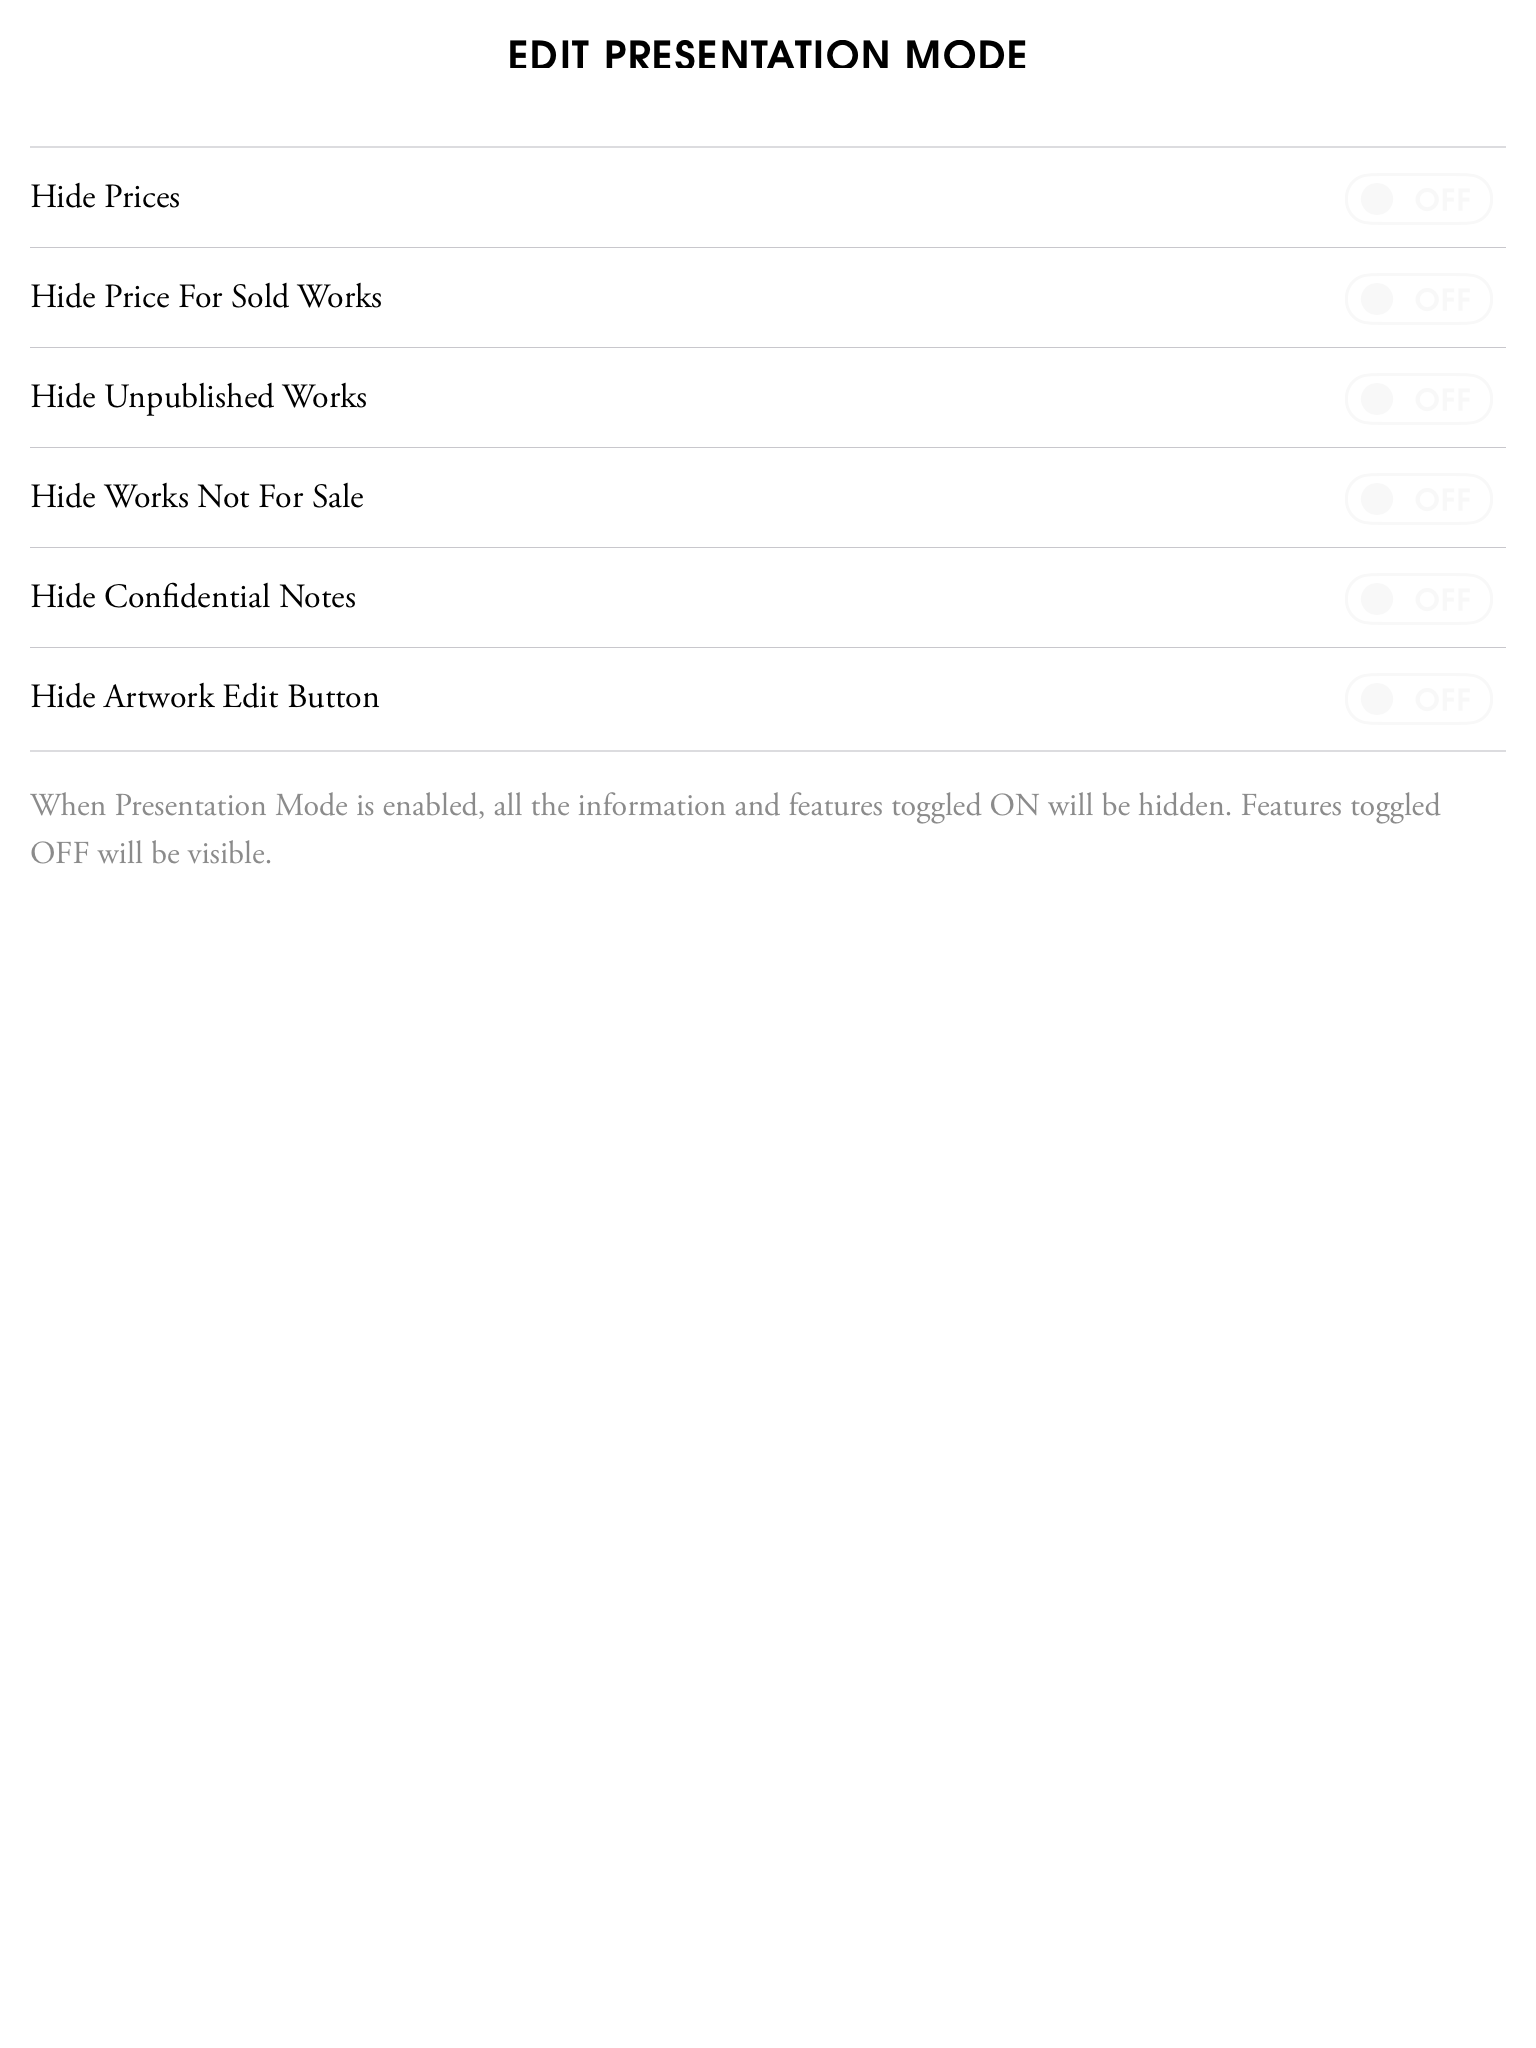 EDIT PRESENTATION MODE
Hide Prices
OFF
Hide Price For Sold Works
OFF
Hide Unpublished Works
OFF
Hide Works Not For Sale
OFF
Hide Confidential Notes
OFF
Hide Artwork Edit Button
OFF
When Presentation Mode is enabled, all the information and features toggled ON will be hidden. Features toggled
OFF will be visible.